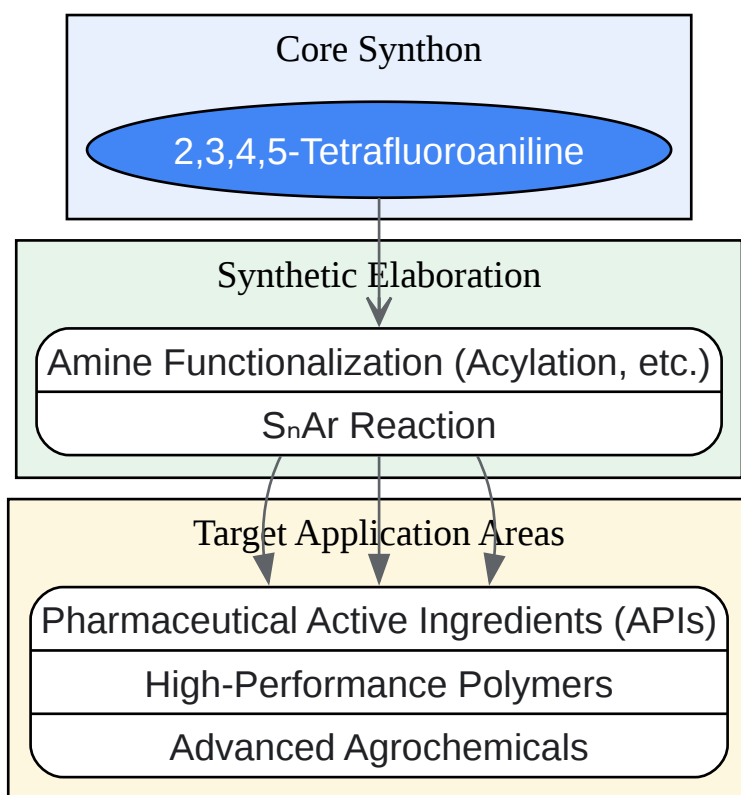 Core Synthon
2,3,4,5-Tetrafluoroaniline
Synthetic Elaboration
Amine Functionalization (Acylation, etc.)
SₙAr Reaction
Target Application Areas
Pharmaceutical Active Ingredients (APIs)
High-Performance Polymers
Advanced Agrochemicals